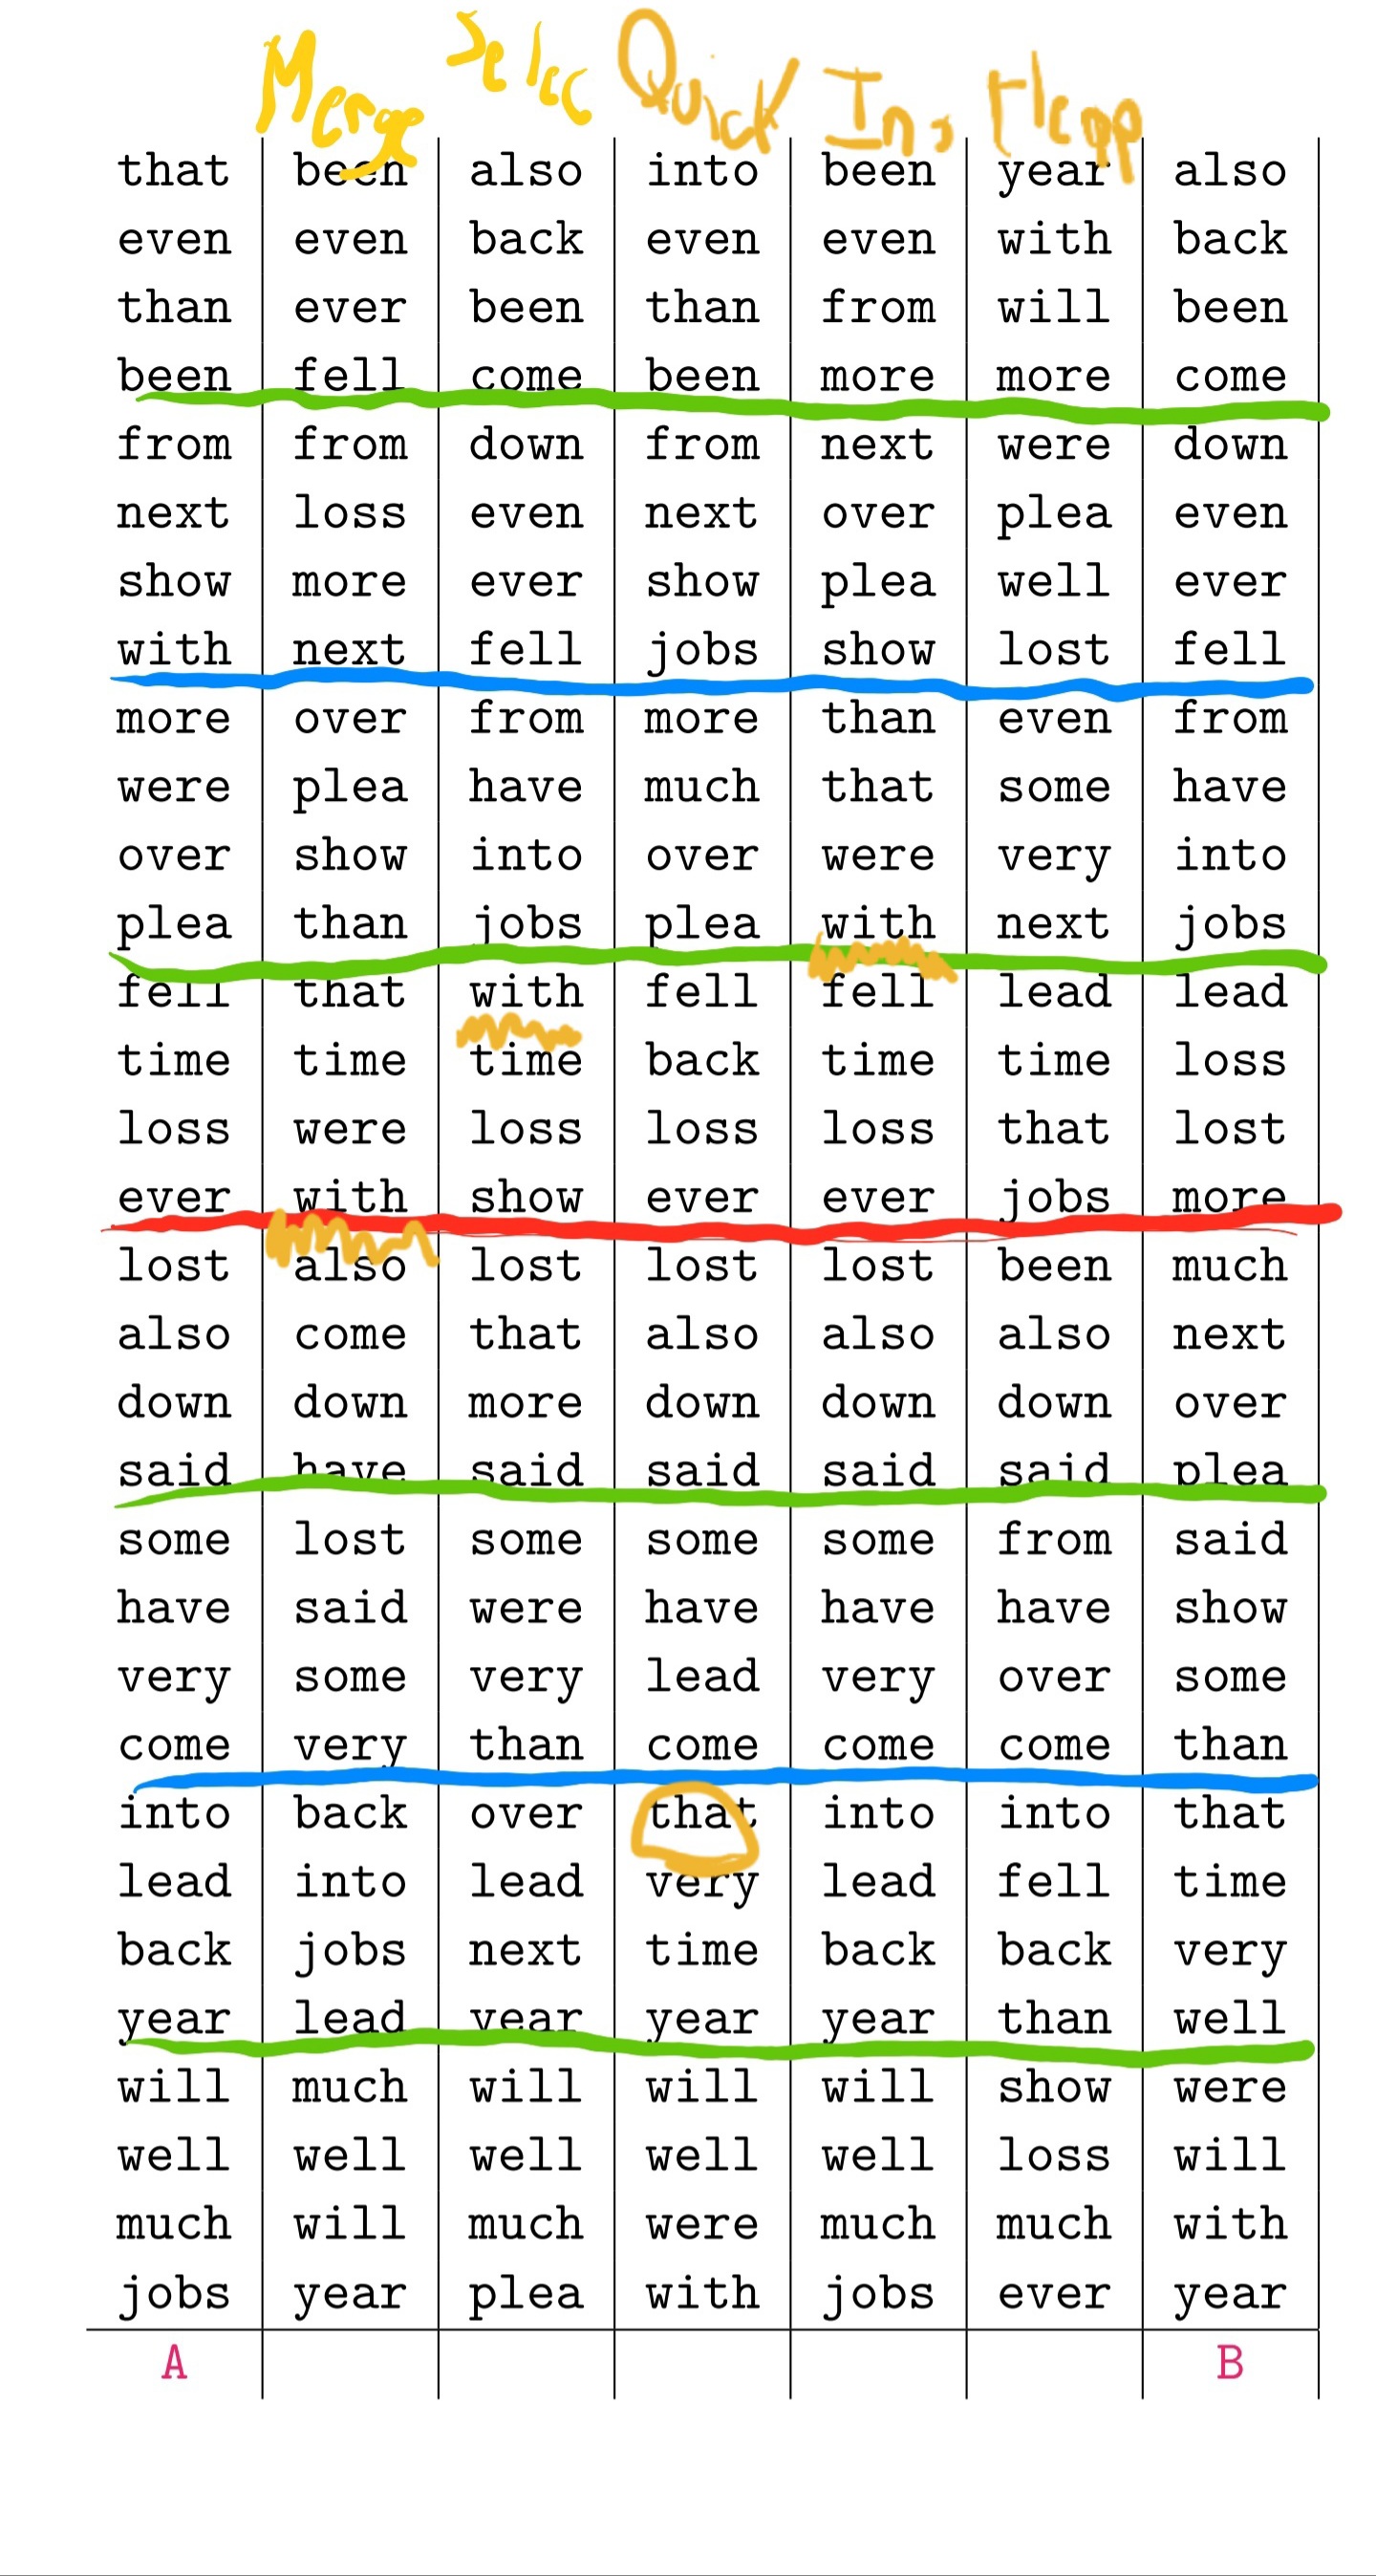 Merge Selec Quick Ins Heap
that been also into been year also
even even back even even with back
than ever been than from will been
been fell come been more more come
from from down from next were down
next loss even next over plea even
show more ever show plea well ever
with next fell jobs show lost fell
more over from more than even from
were plea have much that some have
over show into over were very into
plea than jobs plea with next jobs
fell that with fell fell lead lead
time time time back time time loss
loss were loss loss loss that lost
ever with show ever ever jobs more
lost also lost lost lost been much
also come that also also also next
down down more down down down over
said have said said said said plea
some lost some some some from said
have said were have have have show
very some very lead very over some
come very than come come come than
into back over that into into that
lead into lead very lead fell time
back jobs next time back back very
year lead year year year than well
will much will will will show were
well well well well well loss will
much will much were much much with
jobs year plea with jobs ever year
A B